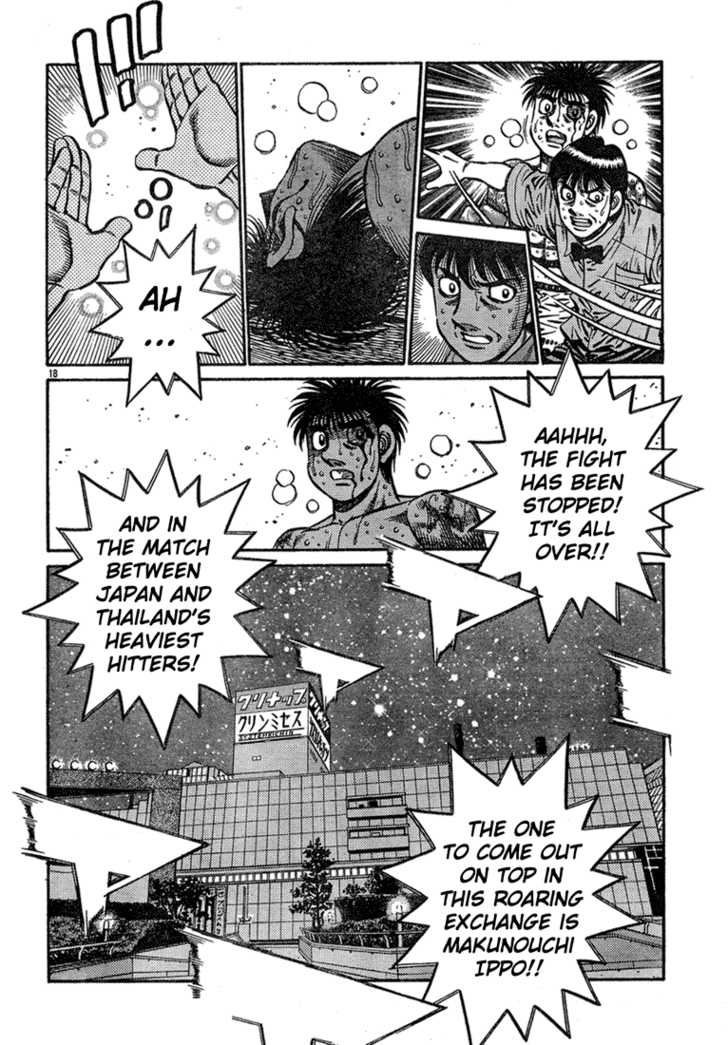 AH
...
18
AAHHH,
THE FIGHT
HAS BEEN
STOPPED!
IT'S ALL
OVER!!
AND IN
THE MATCH
BETWEEN
JAPAN AND
THAILAND'S
HEAVIEST
HITTERS!
クリナップ
クリンミセス
THE ONE
TO COME OUT
ON TOP IN
THIS ROARING
EXCHANGE IS
MAKUNOUCHI
IPPO!!